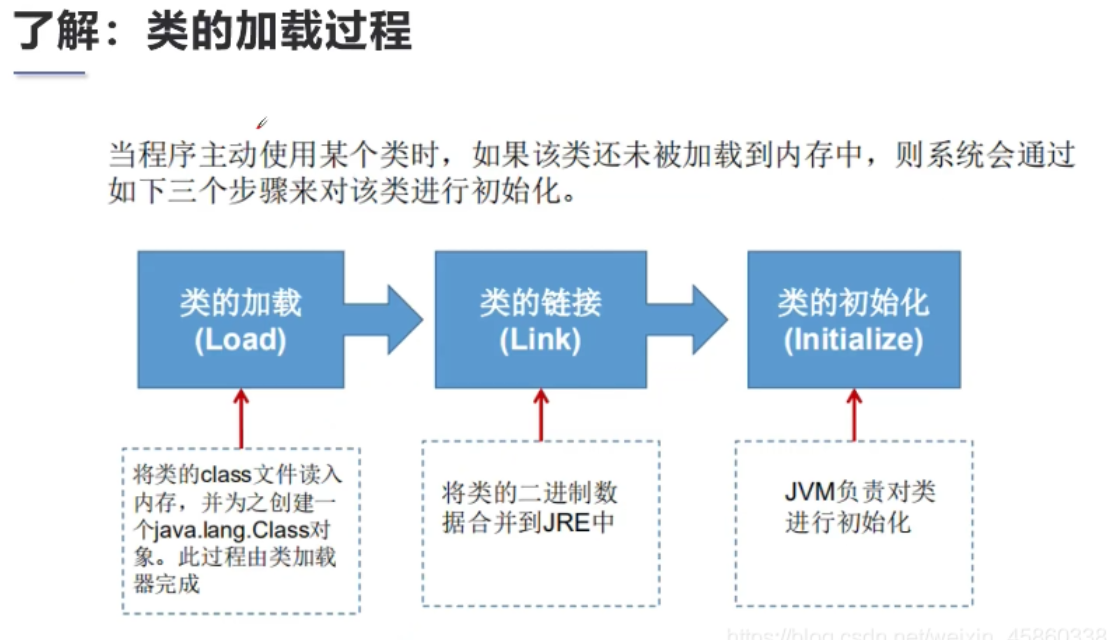 了解：类的加载过程
当程序主动使用某个类时，如果该类还未被加载到内存中，则系统会通过
如下三个步骤来对该类进行初始化。
类的加载
(Load)
类的链接
(Link)
类的初始化
(Initialize)
将类的class文件读入
内存，并为之创建一
个java.lang.Class对
象。此过程由类加载
器完成
将类的二进制数
据合并到JRE中
JVM负责对类
进行初始化
https://blog.csdn.net/weixin_45860338